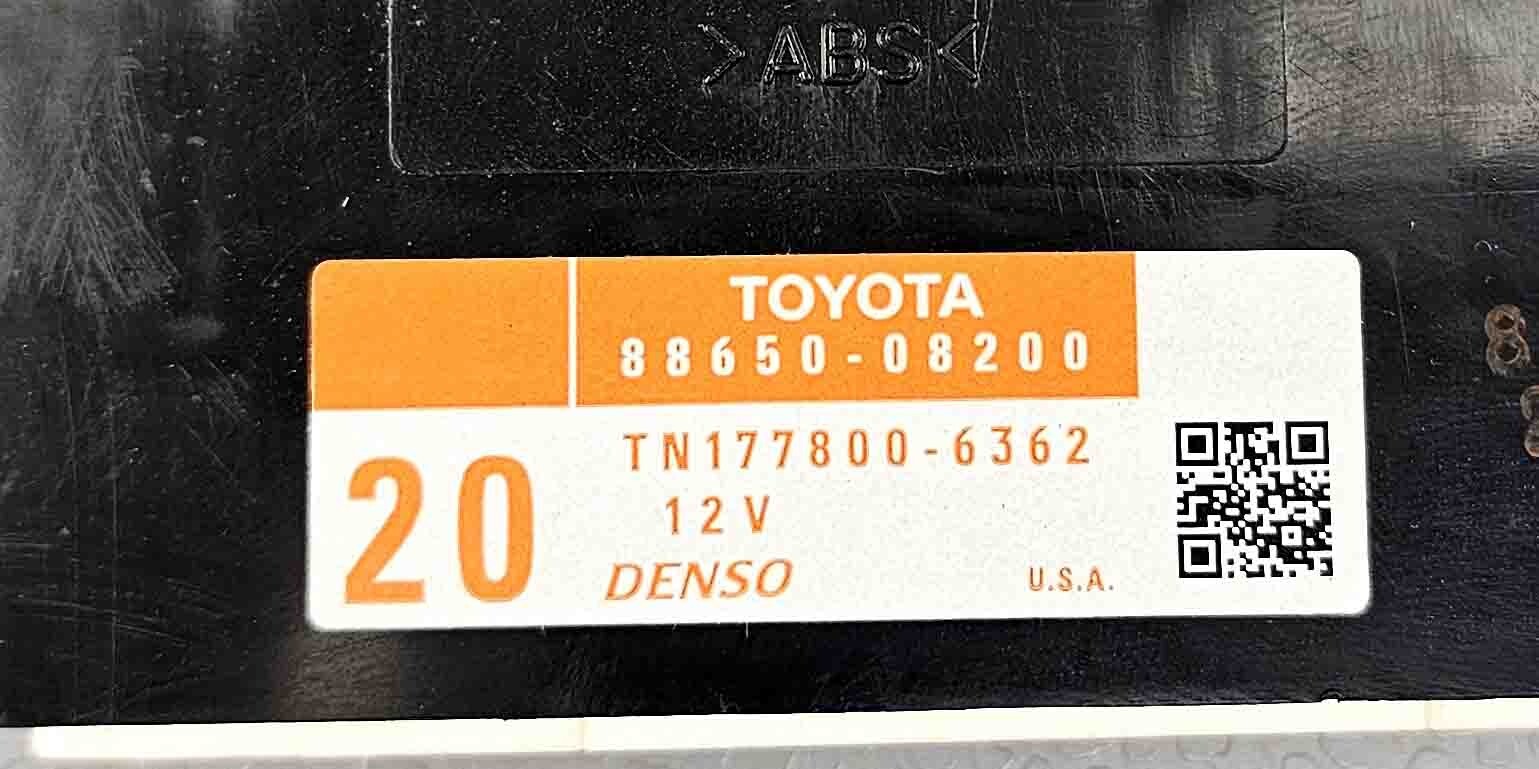 >ABS<
TOYOTA
88650-08200
20
TN177800-6362
12V
DENSO
U.S.A.